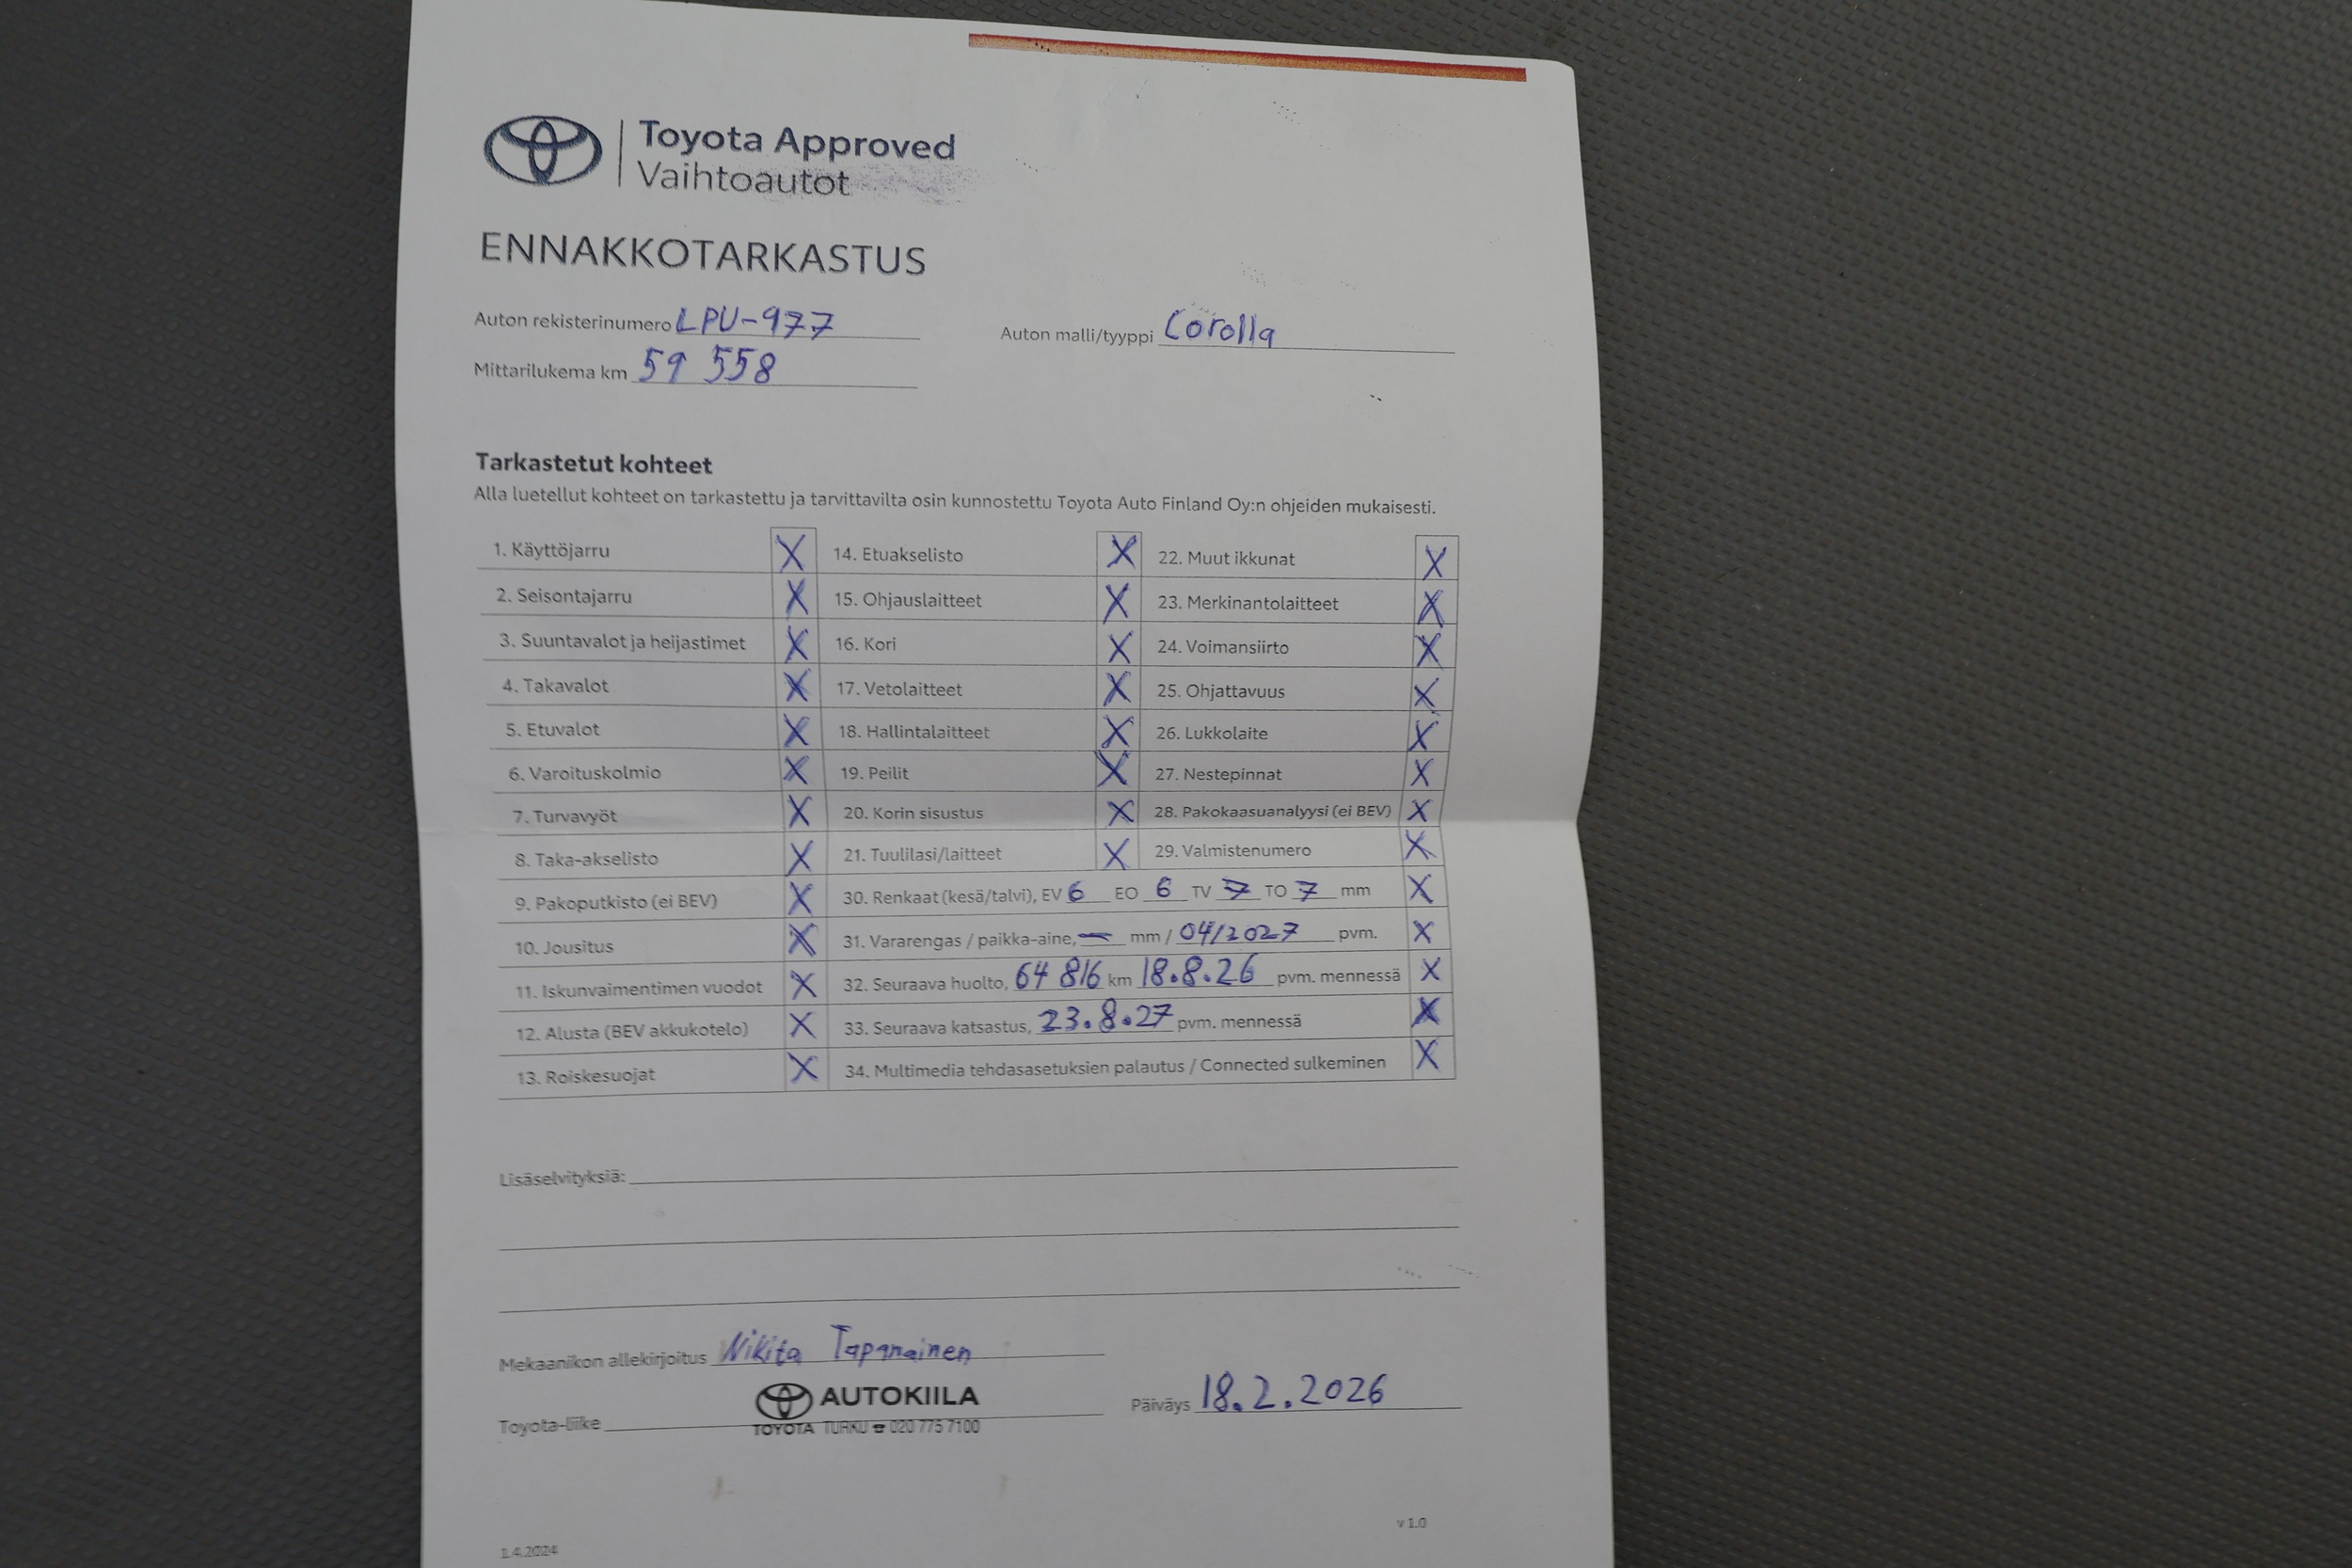 Toyota Approved
Vaihtoautot
ENNAKKOTARKASTUS
Auton rekisterinumero LPU-977 Auton malli/tyyppi Corolla
Mittarilukema km 59 558
Tarkastetut kohteet
Alla luetellut kohteet on tarkastettu ja tarvittavilta osin kunnostettu Toyota Auto Finland Oy:n ohjeiden mukaisesti.
1. Käyttöjarru X 14. Etuakselisto X 22. Muut ikkunat X
2. Seisontajarru X 15. Ohjauslaitteet X 23. Merkinantolaitteet X
3. Suuntavalot ja heijastimet X 16. Kori X 24. Voimansiirto X
4. Takavalot X 17. Vetolaitteet X 25. Ohjattavuus X
5. Etuvalot X 18. Hallintalaitteet X 26. Lukkolaite X
6. Varoituskolmio X 19. Peilit X 27. Nestepinnat X
7. Turvavyöt X 20. Korin sisustus X 28. Pakokaasuanalyysi (ei BEV) X
8. Taka-akselisto X 21. Tuulilasi/laitteet X 29. Valmistenumero X
9. Pakoputkisto (ei BEV) X 30. Renkaat (kesä/talvi), EV 6 EO 6 TV 7 TO 7 mm X
10. Jousitus X 31. Vararengas / paikka-aine, — mm / 04/2027 pvm. X
11. Iskunvaimentimen vuodot X 32. Seuraava huolto, 64 816 km 18.8.26 pvm. mennessä X
12. Alusta (BEV akkukotelo) X 33. Seuraava katsastus, 23.8.27 pvm. mennessä X
13. Roiskesuojat X 34. Multimedia tehdasasetuksien palautus / Connected sulkeminen X
Lisäselvityksiä:
Mekaanikon allekirjoitus Nikita Tapanainen
AUTOKIILA
Toyota-liike TOYOTA TURKU ☎ 020 775 7100 Päiväys 18.2.2026
v 1.0
1.4.2024